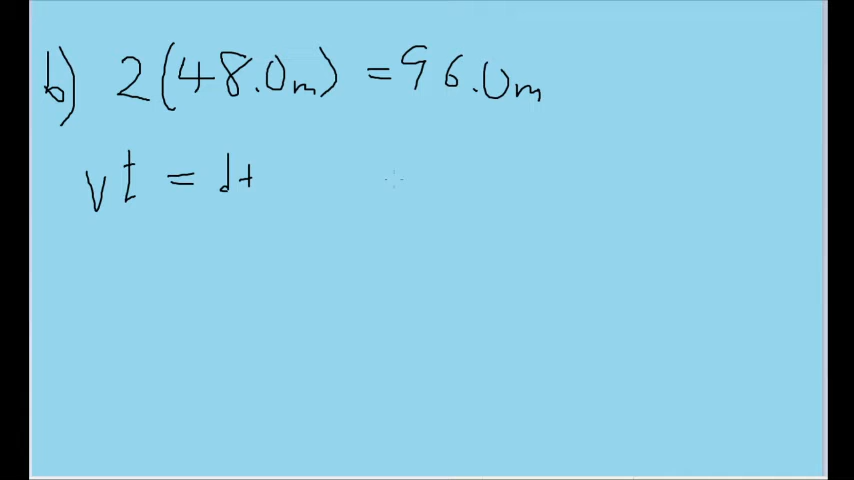 b) 2(48.0m) = 96.0m
vt = d+